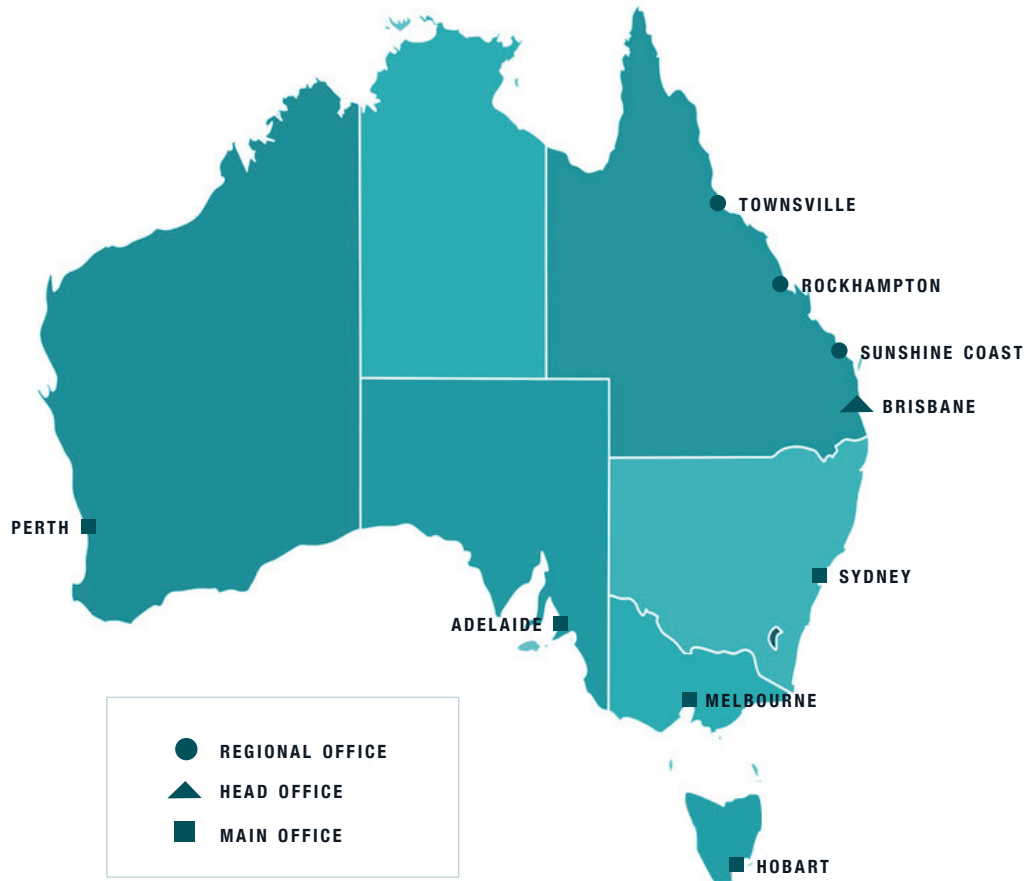 TOWNSVILLE
ROCKHAMPTON
SUNSHINE COAST
BRISBANE
PERTH
SYDNEY
ADELAIDE
MELBOURNE
REGIONAL OFFICE
HEAD OFFICE
MAIN OFFICE
HOBART